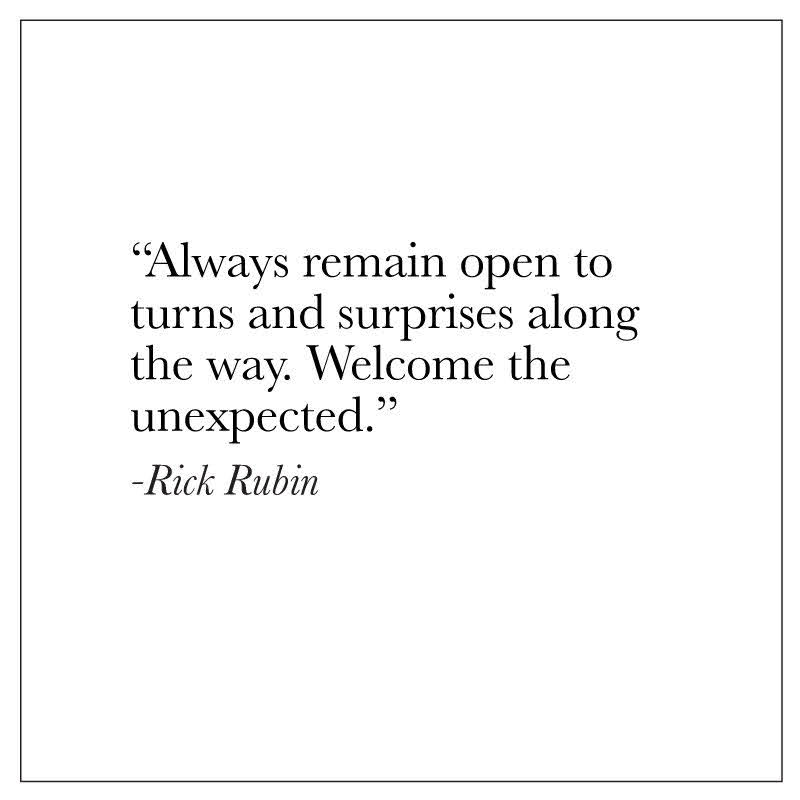 “Always remain open to
turns and surprises along
the way. Welcome the
unexpected.”
-Rick Rubin